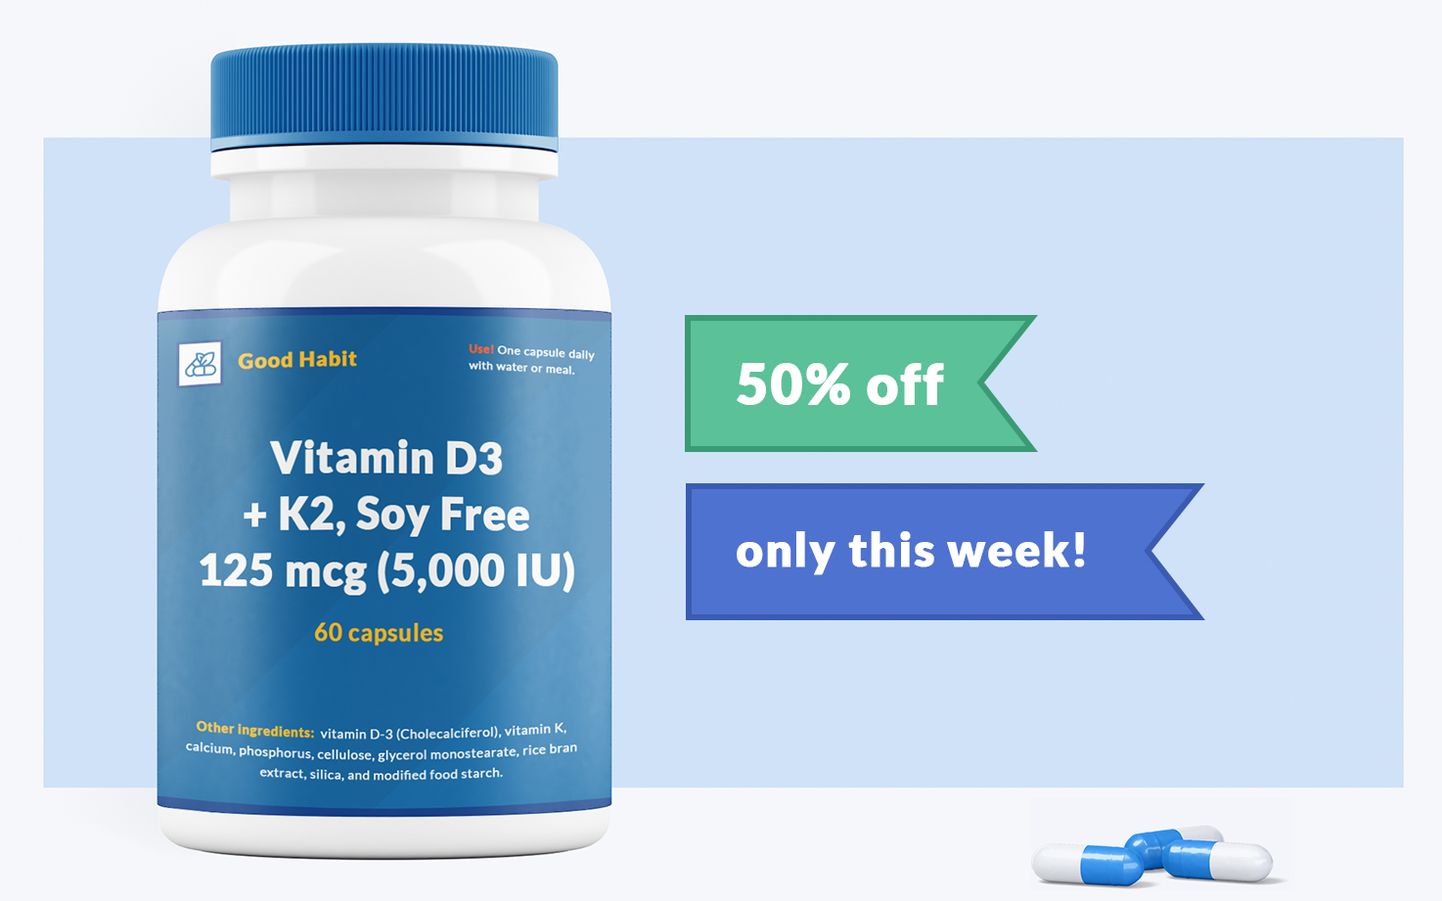 Good Habit
Use! One capsule daily
with water or meal.
Vitamin D3
+ K2, Soy Free
125 mcg (5,000 IU)
60 capsules
Other ingredients: vitamin D-3 (Cholecalciferol), vitamin K,
calcium, phosphorus, cellulose, glycerol monostearate, rice bran
extract, silica, and modified food starch.
50% off
only this week!